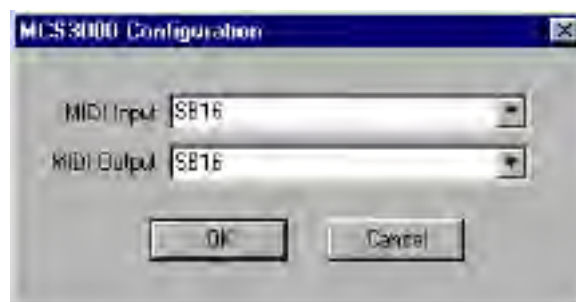 MCS3000 Configuration
MIDI Input SB16
MIDI Output SB16
OK Cancel